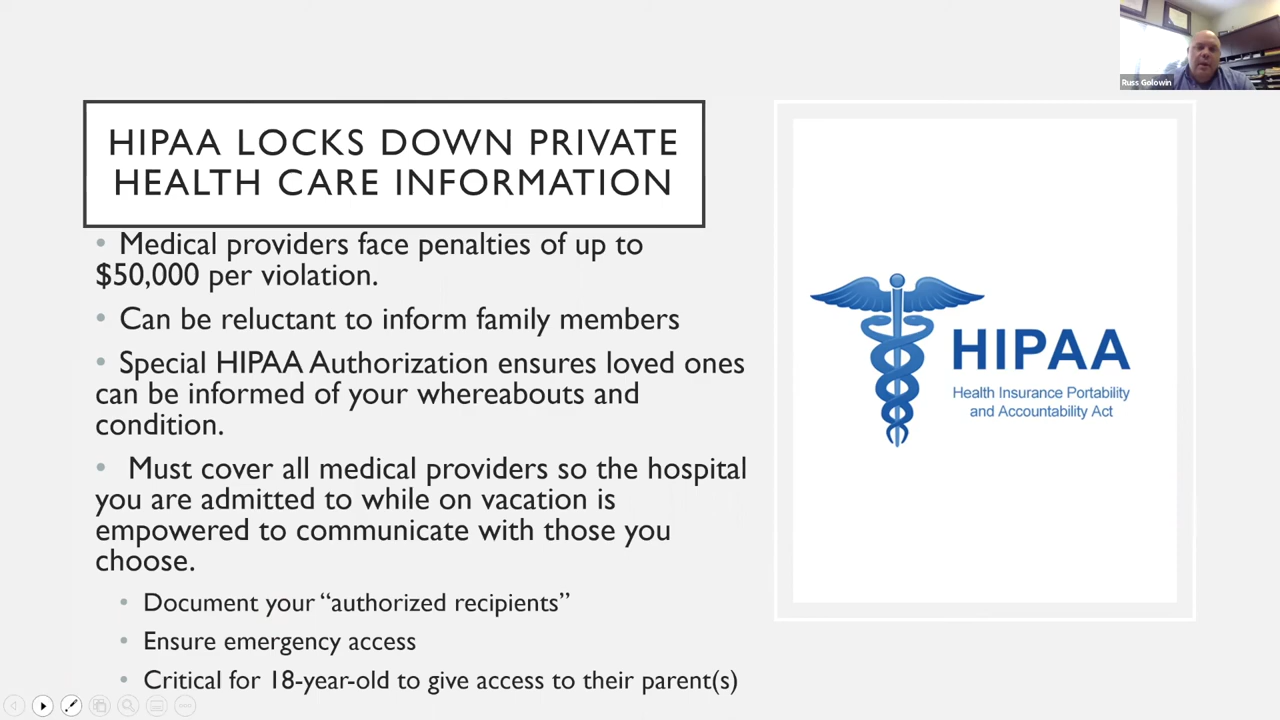 Russ Golowin
HIPAA LOCKS DOWN PRIVATE
HEALTH CARE INFORMATION
• Medical providers face penalties of up to
$50,000 per violation.
• Can be reluctant to inform family members
• Special HIPAA Authorization ensures loved ones
can be informed of your whereabouts and
condition.
• Must cover all medical providers so the hospital
you are admitted to while on vacation is
empowered to communicate with those you
choose.
• Document your “authorized recipients”
• Ensure emergency access
• Critical for 18-year-old to give access to their parent(s)
HIPAA
Health Insurance Portability
and Accountability Act